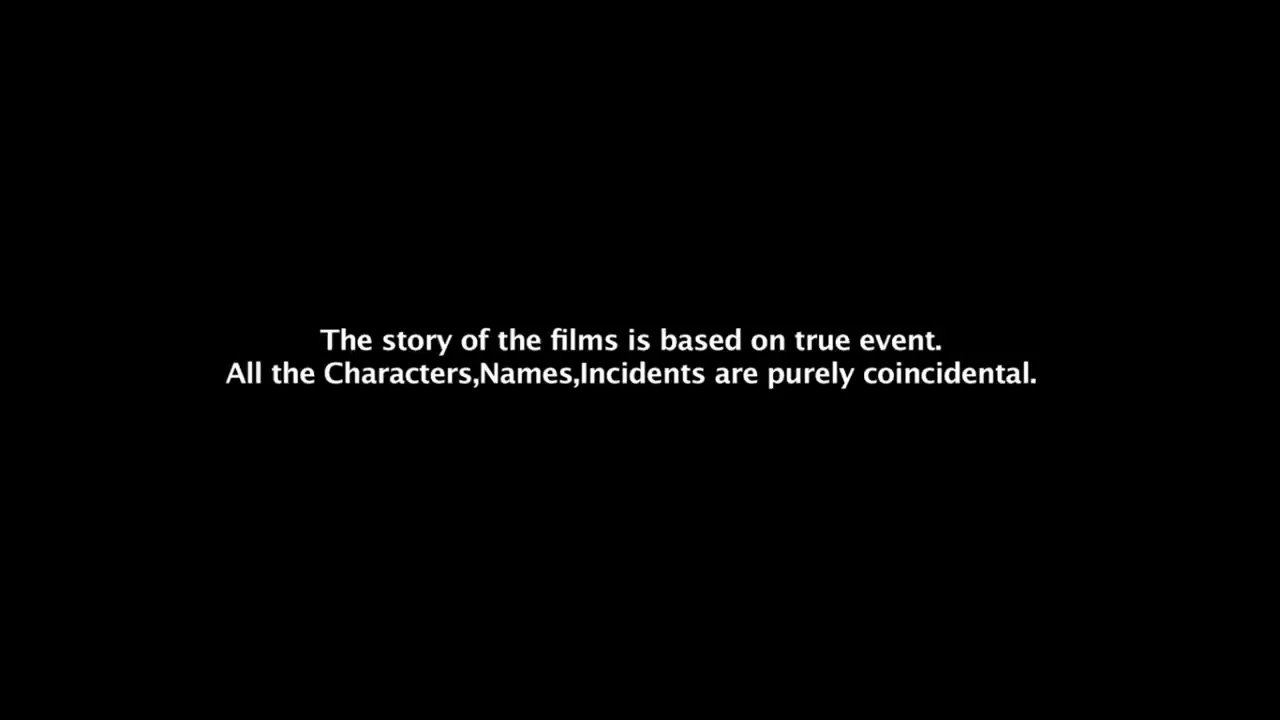 The story of the films is based on true event.
All the Characters,Names,Incidents are purely coincidental.